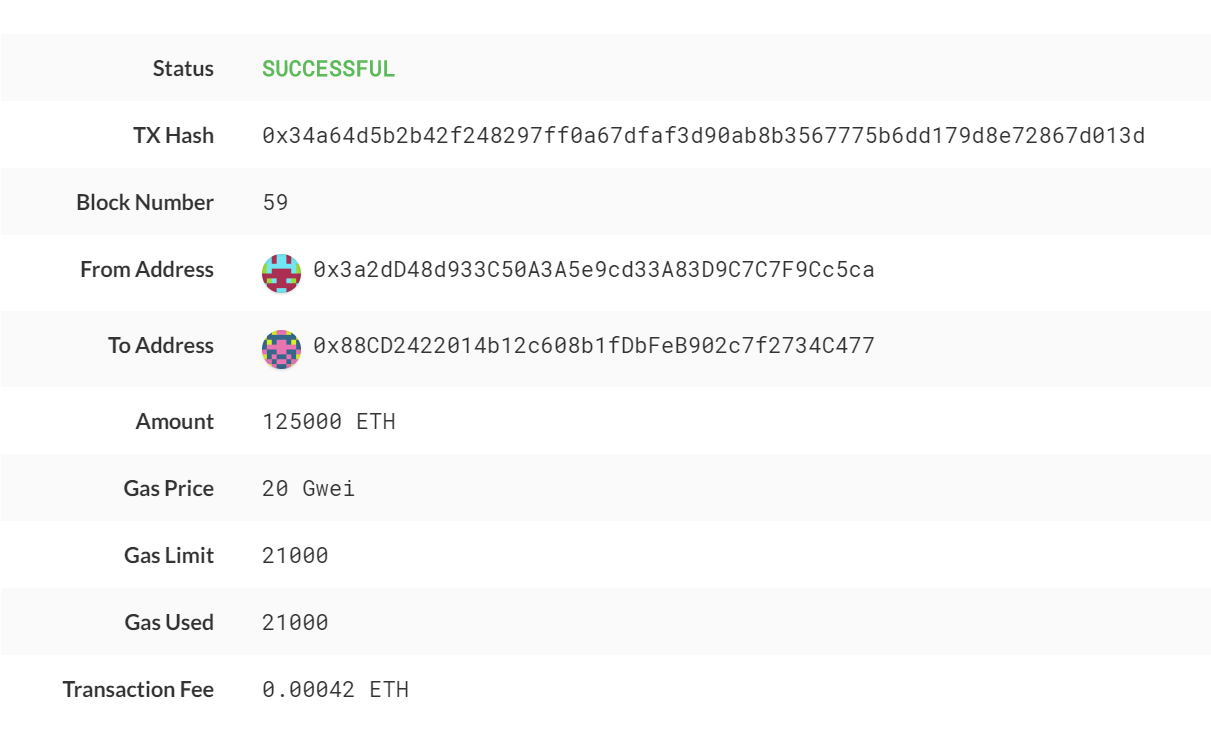 Status SUCCESSFUL
TX Hash 0x34a64d5b2b42f248297ff0a67dfaf3d90ab8b3567775b6dd179d8e72867d013d
Block Number 59
From Address 0x3a2dD48d933C50A3A5e9cd33A83D9C7C7F9Cc5ca
To Address 0x88CD2422014b12c608b1fDbFeB902c7f2734C477
Amount 125000 ETH
Gas Price 20 Gwei
Gas Limit 21000
Gas Used 21000
Transaction Fee 0.00042 ETH